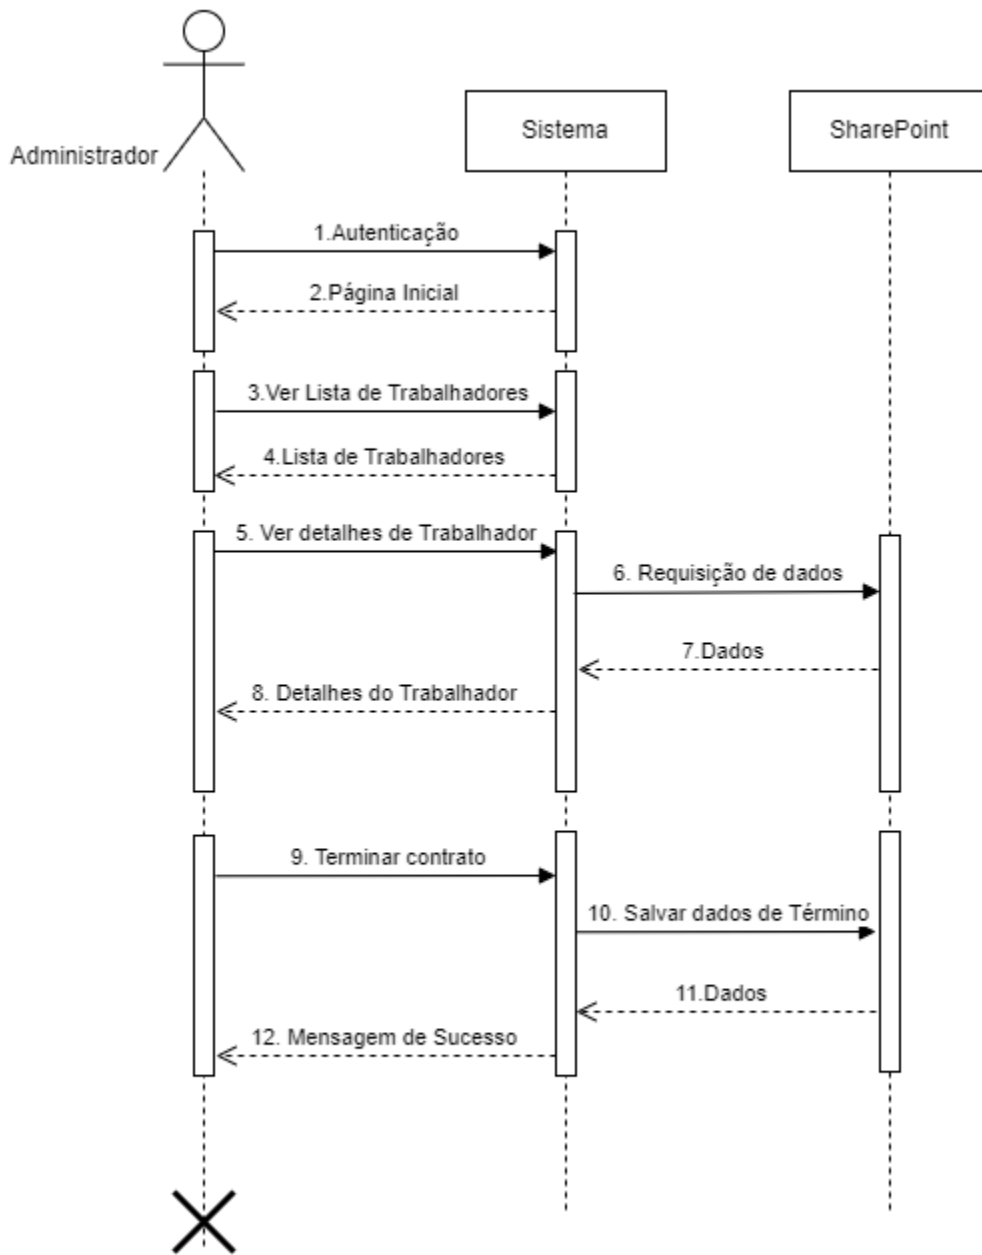 Administrador
Sistema
SharePoint
1.Autenticação
2.Página Inicial
3.Ver Lista de Trabalhadores
4.Lista de Trabalhadores
5. Ver detalhes de Trabalhador
6. Requisição de dados
7.Dados
8. Detalhes do Trabalhador
9. Terminar contrato
10. Salvar dados de Término
11.Dados
12. Mensagem de Sucesso